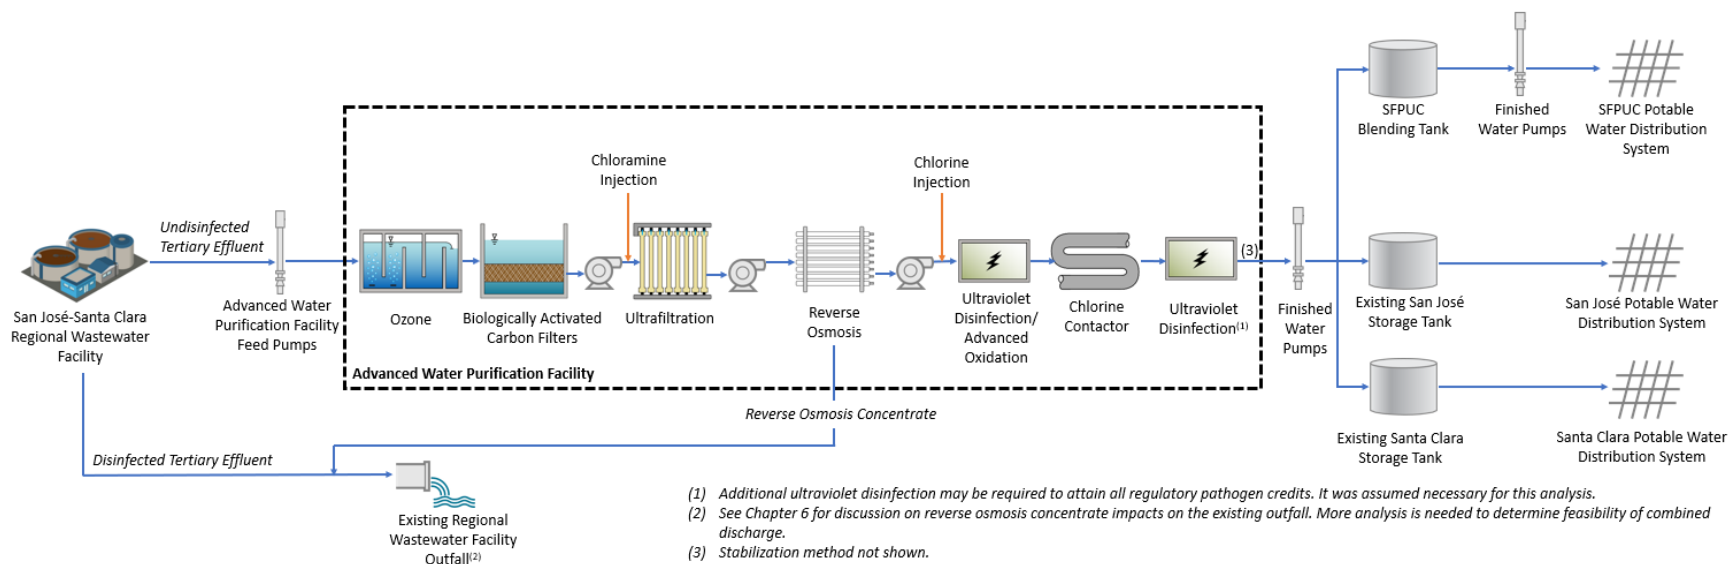 San José-Santa Clara
Regional Wastewater
Facility
Undisinfected
Tertiary Effluent
Advanced Water
Purification Facility
Feed Pumps
Ozone
Biologically Activated
Carbon Filters
Chloramine
Injection
Ultrafiltration
Reverse
Osmosis
Chlorine
Injection
Ultraviolet
Disinfection/
Advanced
Oxidation
Chlorine
Contactor
Ultraviolet
Disinfection(1)
(3)
Advanced Water Purification Facility
Finished
Water
Pumps
SFPUC
Blending Tank
Finished
Water Pumps
SFPUC Potable
Water Distribution
System
Existing San José
Storage Tank
San José Potable Water
Distribution System
Existing Santa Clara
Storage Tank
Santa Clara Potable Water
Distribution System
Reverse Osmosis Concentrate
Disinfected Tertiary Effluent
Existing Regional
Wastewater Facility
Outfall(2)
(1) Additional ultraviolet disinfection may be required to attain all regulatory pathogen credits. It was assumed necessary for this analysis.
(2) See Chapter 6 for discussion on reverse osmosis concentrate impacts on the existing outfall. More analysis is needed to determine feasibility of combined
discharge.
(3) Stabilization method not shown.